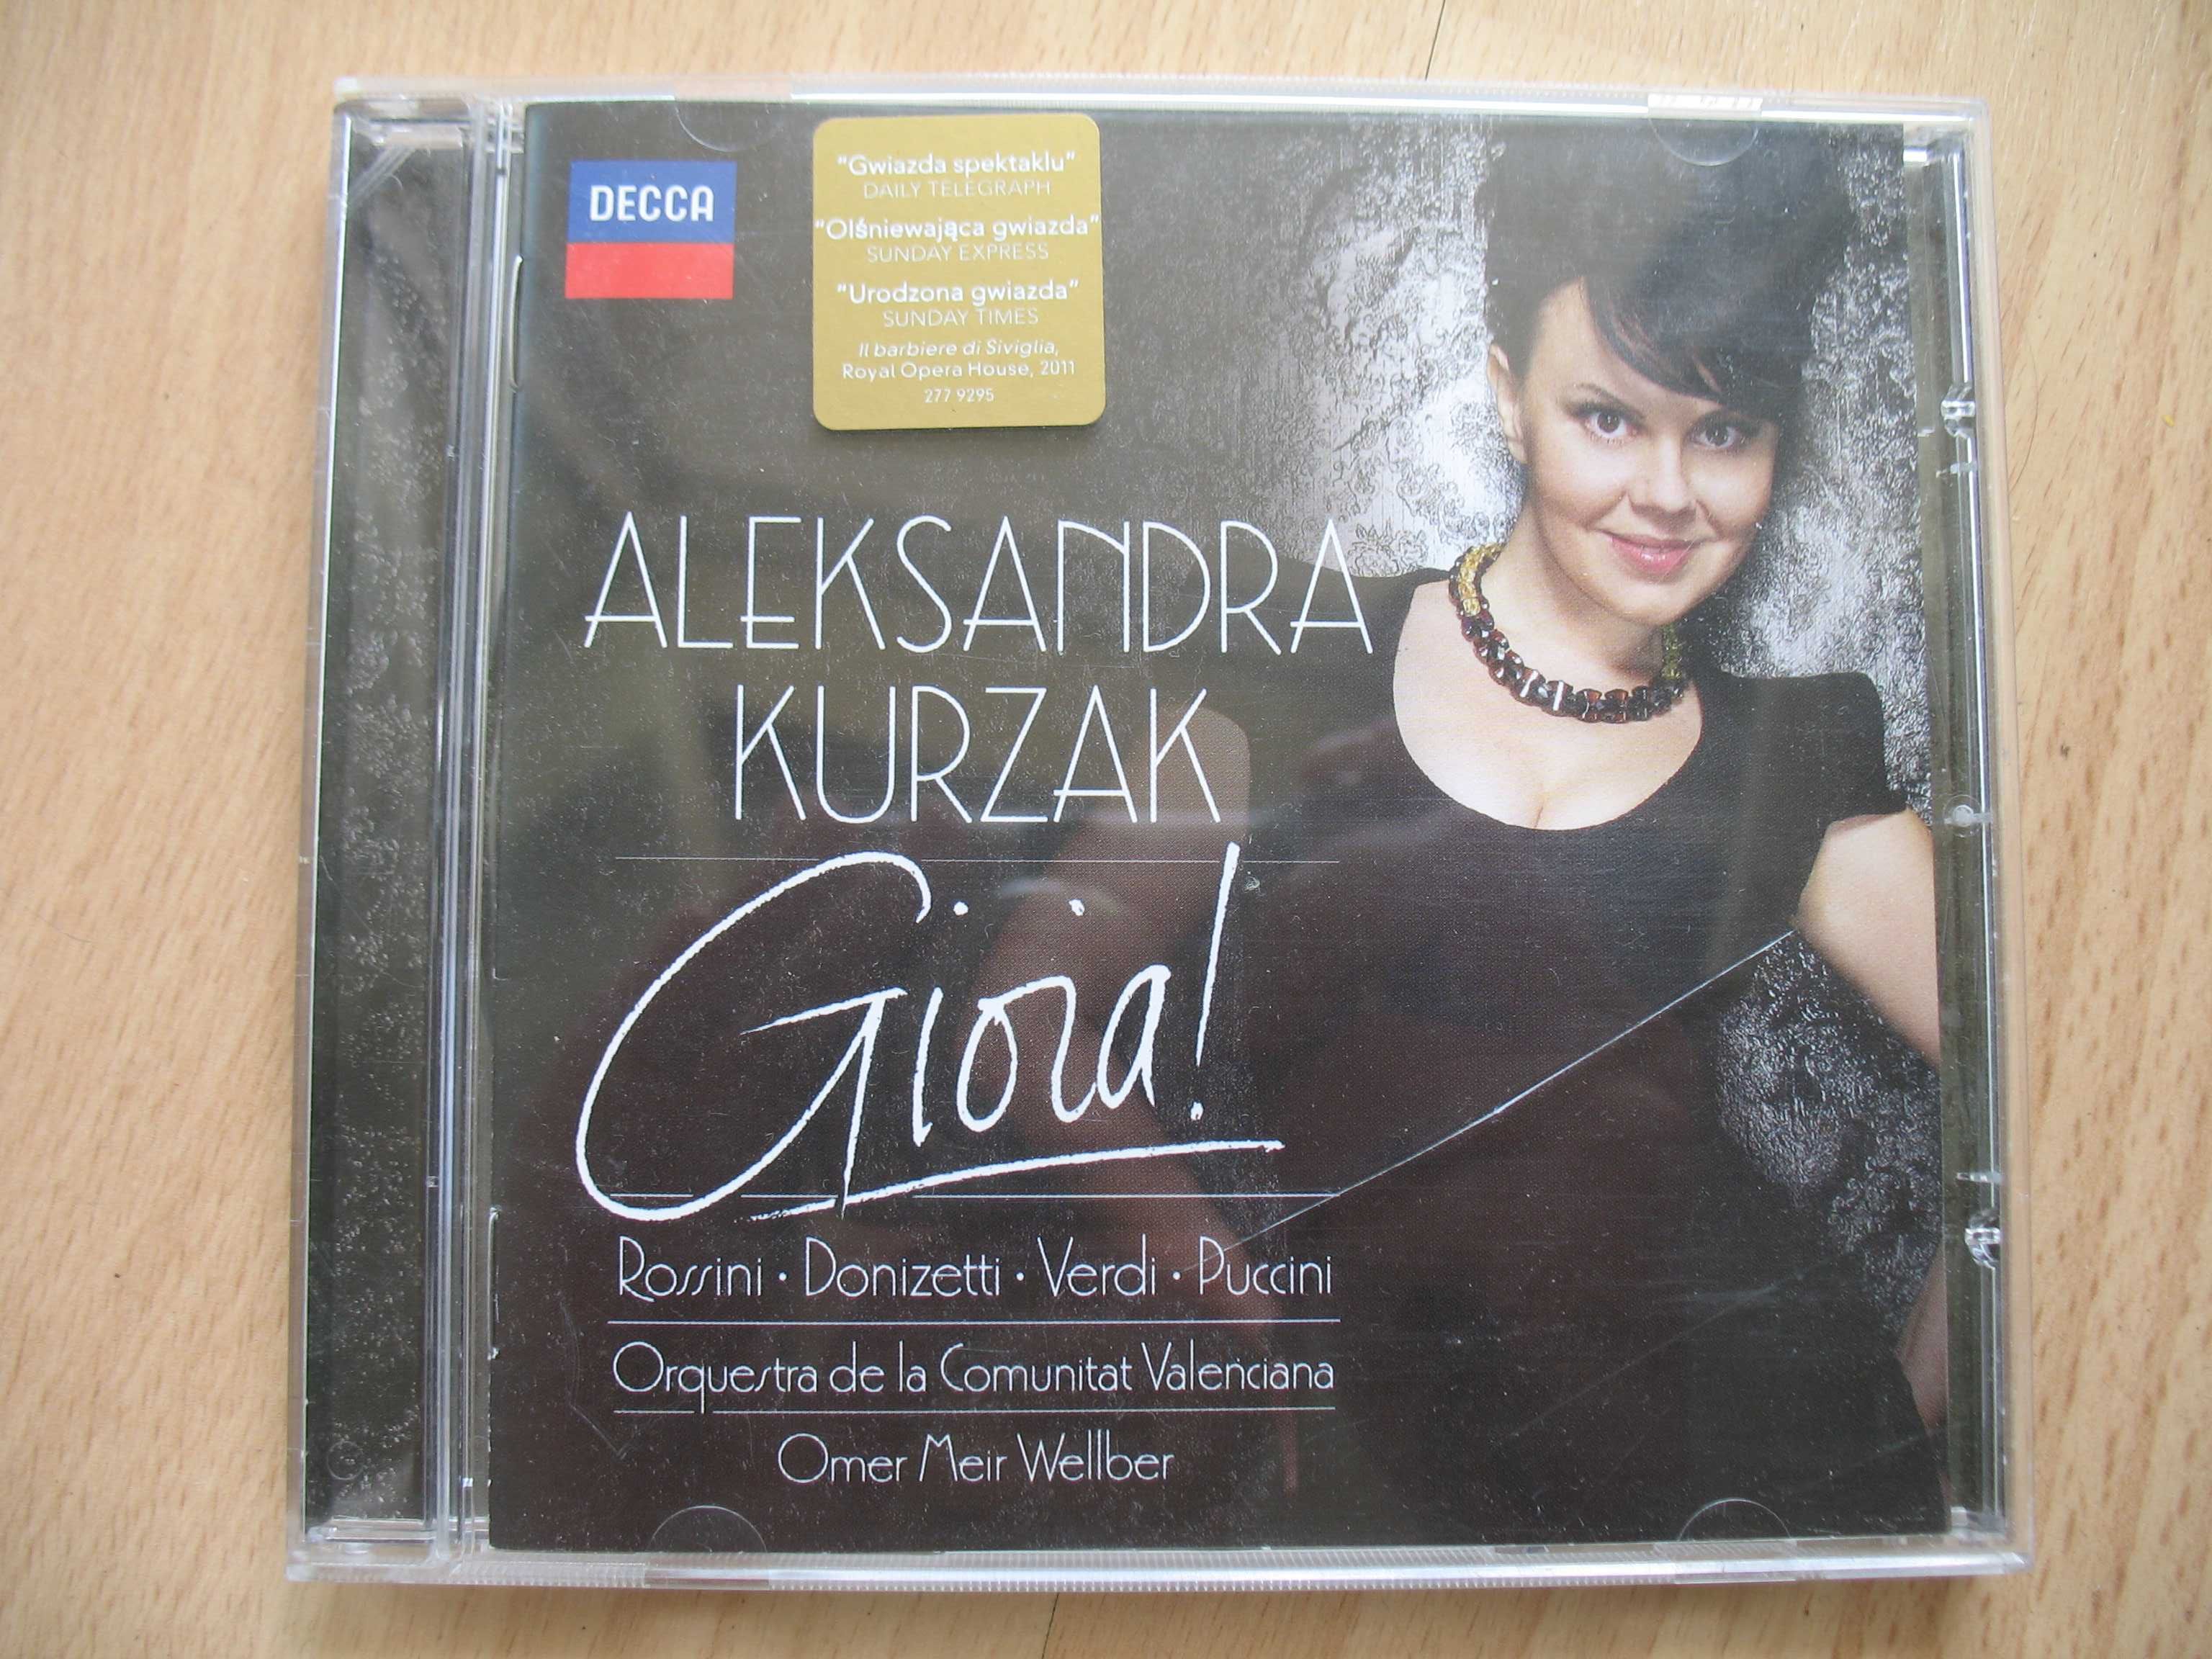 DECCA
"Gwiazda spektaklu"
DAILY TELEGRAPH
"Olśniewająca gwiazda"
SUNDAY EXPRESS
"Urodzona gwiazda"
SUNDAY TIMES
Il barbiere di Siviglia,
Royal Opera House, 2011
277 9295
ALEKSANDRA
KURZAK
Gioia!
Rossini · Donizetti · Verdi · Puccini
Orquestra de la Comunitat Valenciana
Omer Meir Wellber